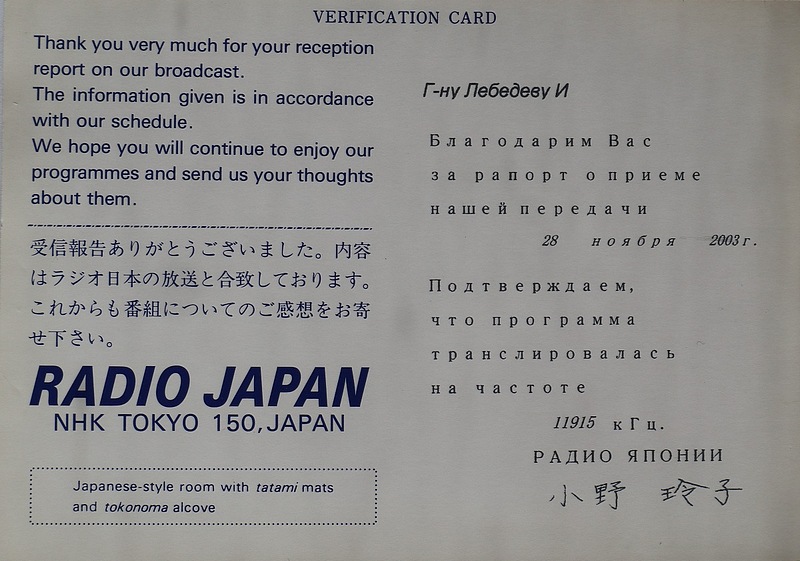 VERIFICATION CARD
Thank you very much for your reception
report on our broadcast.
The information given is in accordance
with our schedule.
We hope you will continue to enjoy our
programmes and send us your thoughts
about them.
受信報告ありがとうございました。内容
はラジオ日本の放送と合致しております。
これからも番組についてのご感想をお寄
せ下さい。
RADIO JAPAN
NHK TOKYO 150, JAPAN
Japanese-style room with tatami mats
and tokonoma alcove
Г-ну Лебедеву И
Благодарим Вас
за рапорт о приеме
нашей передачи
28 ноября 2003 г.
Подтверждаем,
что программа
транслировалась
на частоте
11915 кГц.
РАДИО ЯПОНИИ
小野 玲子